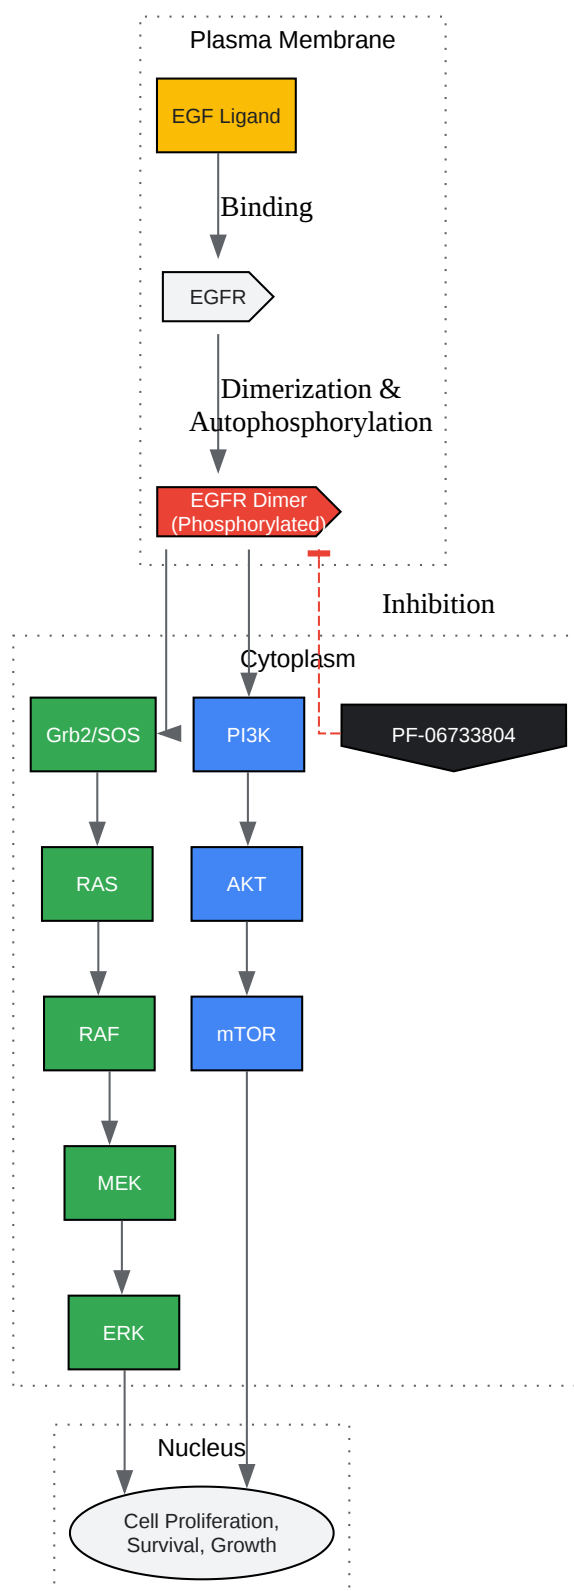 Plasma Membrane
EGF Ligand
Binding
EGFR
Dimerization &
Autophosphorylation
EGFR Dimer
(Phosphorylated)
Inhibition
Cytoplasm
Grb2/SOS
PI3K
PF-06733804
RAS
AKT
RAF
mTOR
MEK
ERK
Nucleus
Cell Proliferation,
Survival, Growth